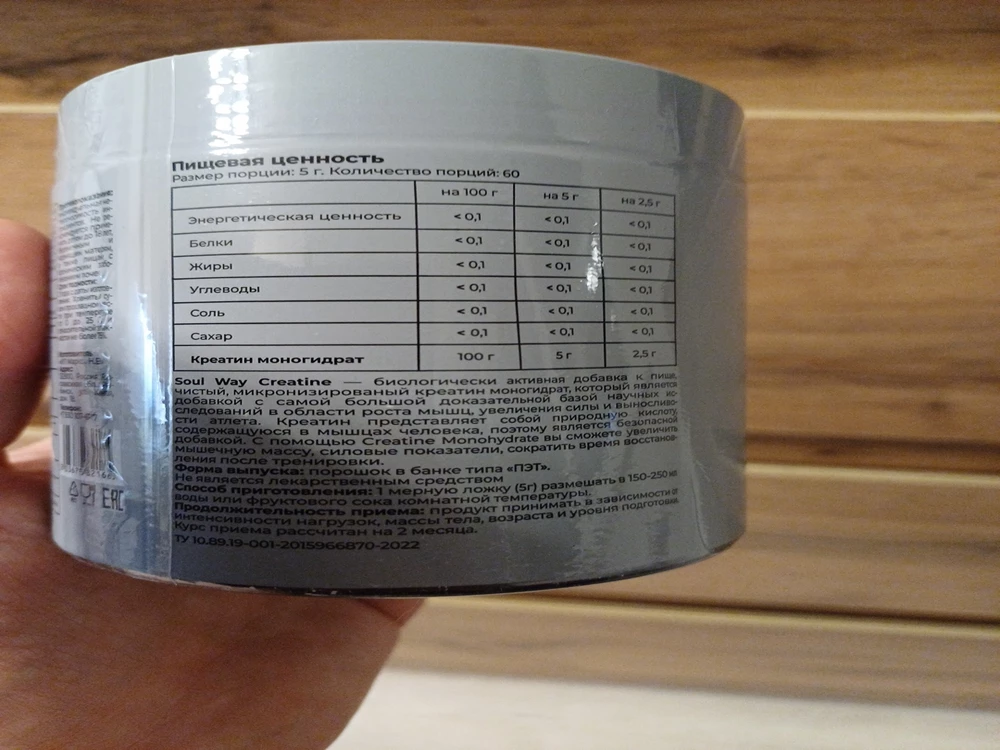 Пищевая ценность
Размер порции: 5 г. Количество порций: 60
на 100 г на 5 г на 2,5 г
Энергетическая ценность < 0,1 < 0,1 < 0,1
Белки < 0,1 < 0,1 < 0,1
Жиры < 0,1 < 0,1 < 0,1
Углеводы < 0,1 < 0,1 < 0,1
Соль < 0,1 < 0,1 < 0,1
Сахар < 0,1 < 0,1 < 0,1
Креатин моногидрат 100 г 5 г 2,5 г
Soul Way Creatine — биологически активная добавка к пище,
чистый, микронизированый креатин моногидрат, который является
добавкой с самой большой доказательной базой научных ис-
следований в области роста мышц, увеличения силы и выносливо-
сти атлета. Креатин представляет собой природную кислоту,
содержащуюся в мышцах человека, поэтому является безопасной
добавкой. С помощью Creatine Monohydrate вы сможете увеличить
мышечную массу, силовые показатели, сократить время восстанов-
ления после тренировки.
Форма выпуска: порошок в банке типа «ПЭТ».
Не является лекарственным средством
Способ приготовления: 1 мерную ложку (5г) размешать в 150-250 мл
воды или фруктового сока комнатной температуры.
Продолжительность приема: продукт принимать в зависимости от
интенсивности нагрузок, массы тела, возраста и уровня подготовки.
Курс приема рассчитан на 2 месяца.
ТУ 10.89.19-001-2015966870-2022
EAC